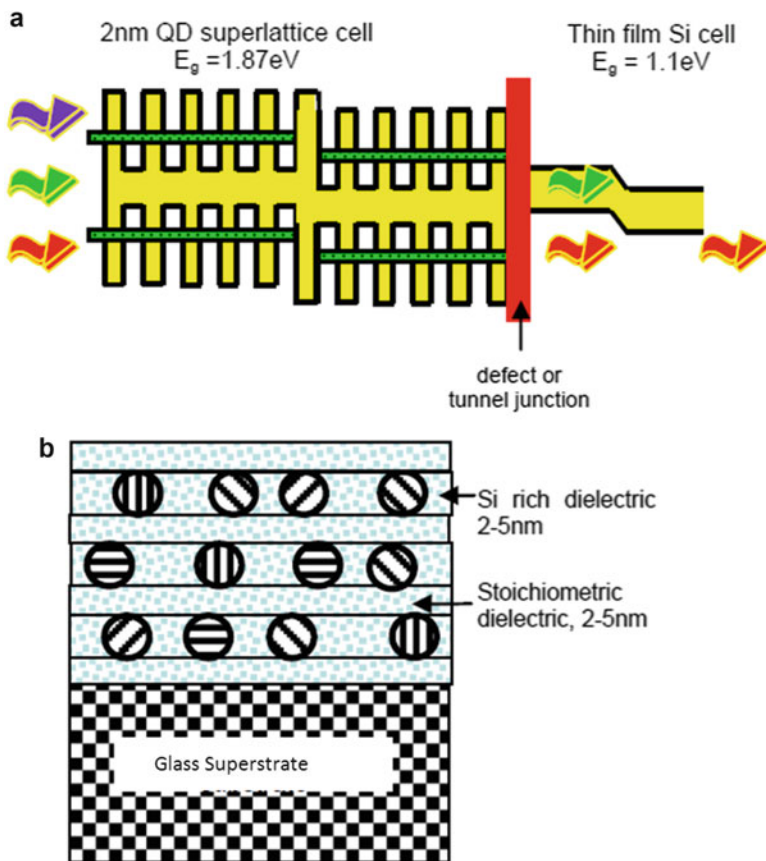 a
2nm QD superlattice cell
Eg =1.87eV
Thin film Si cell
Eg = 1.1eV
defect or
tunnel junction
b
Si rich dielectric
2-5nm
Stoichiometric
dielectric, 2-5nm
Glass Superstrate